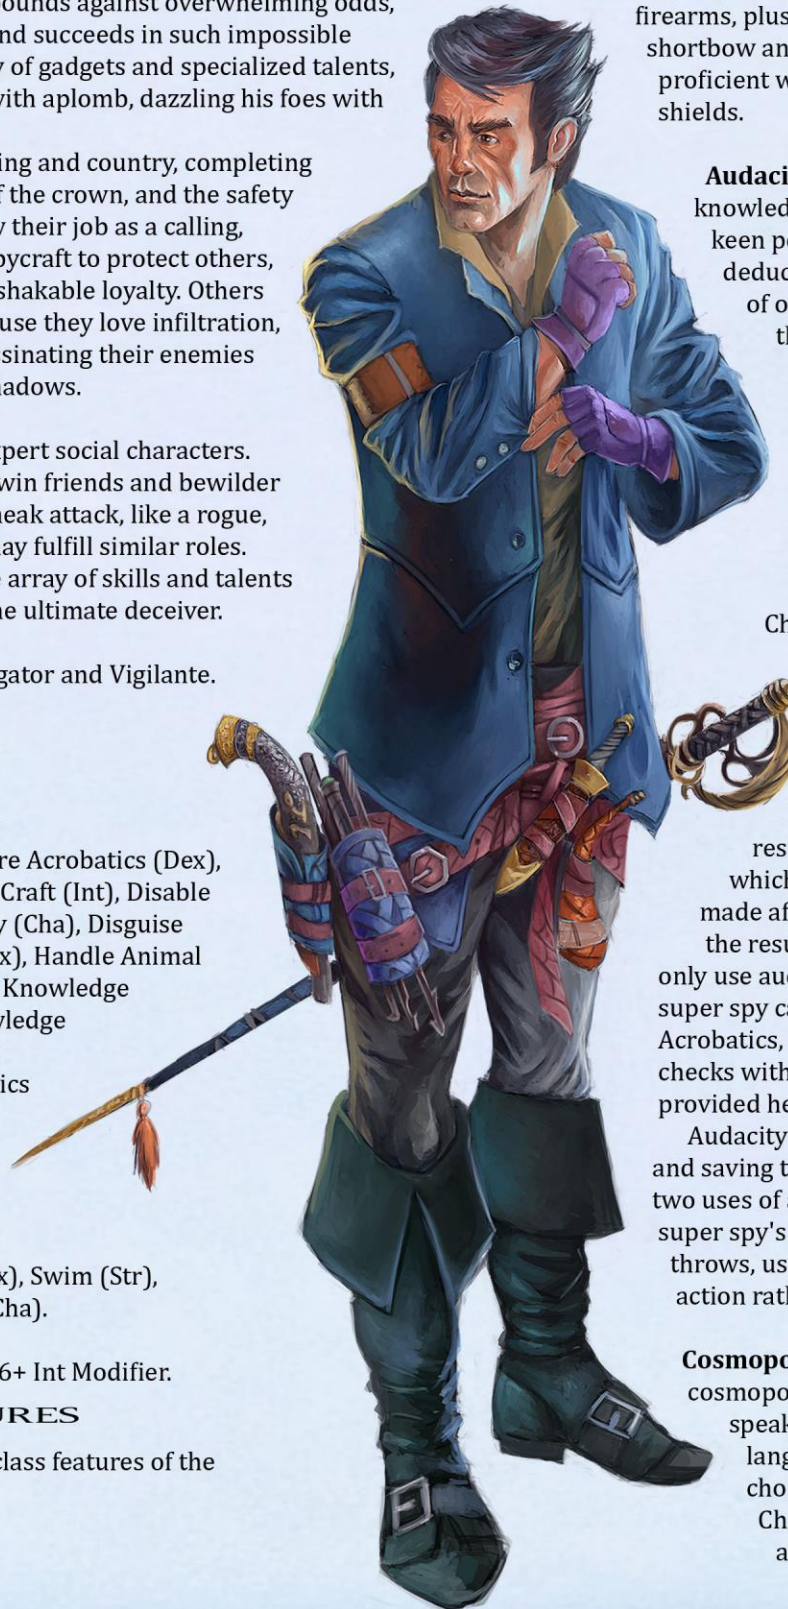 ounds against overwhelming odds,
nd succeeds in such impossible
y of gadgets and specialized talents,
with aplomb, dazzling his foes with
ing and country, completing
f the crown, and the safety
y their job as a calling,
pycraft to protect others,
shakable loyalty. Others
use they love infiltration,
ssinating their enemies
hadows.
xpert social characters.
win friends and bewilder
neak attack, like a rogue,
ay fulfill similar roles.
e array of skills and talents
he ultimate deceiver.
gator and Vigilante.
re Acrobatics (Dex),
Craft (Int), Disable
y (Cha), Disguise
x), Handle Animal
Knowledge
vledge
ics
x), Swim (Str),
Cha).
6+ Int Modifier.
URES
class features of the
firearms, plus
shortbow an
proficient w
shields.
Audaci
knowled
keen pe
deduc
of o
th
Ch
res
which
made af
the resu
only use au
super spy ca
Acrobatics,
checks with
provided he
Audacity
and saving t
two uses of a
super spy's
throws, us
action rath
Cosmopo
cosmopo
speak
lang
cho
Ch
a